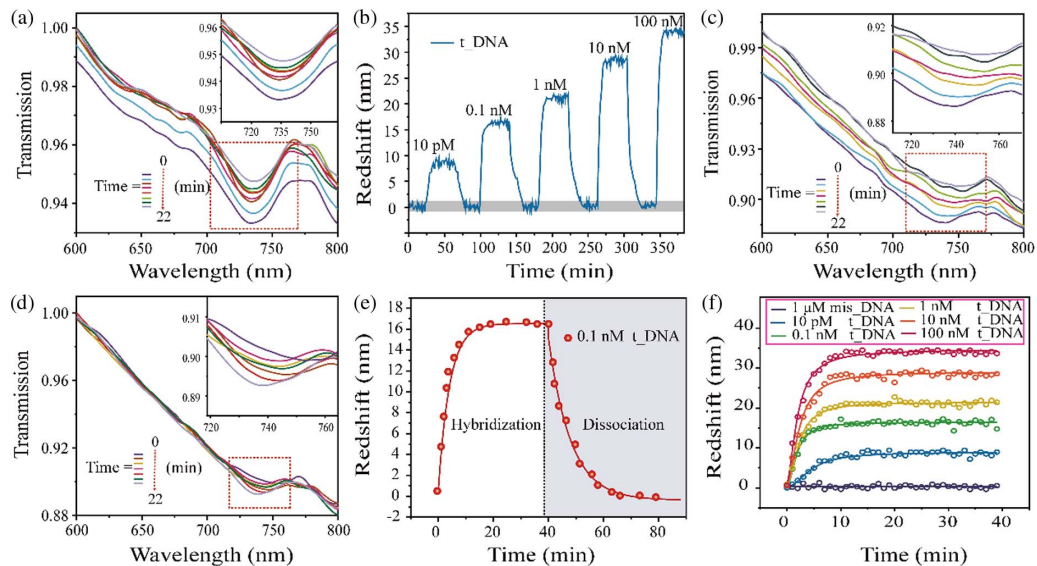 (a)
1.00
0.98
0.96
0.94
Transmission
0.96
0.95
0.94
0.93
720 735 750
0
Time = (min)
22
600 650 700 750 800
Wavelength (nm)
(b)
35
30
25
20
15
10
5
0
Redshift (nm)
t_DNA
10 pM
0.1 nM
1 nM
10 nM
100 nM
0 50 100 150 200 250 300 350
Time (min)
(c)
0.99
0.96
0.93
0.90
Transmission
0.92
0.90
0.88
720 740 760
0
Time = (min)
22
600 650 700 750 800
Wavelength (nm)
(d)
1.00
0.96
0.92
0.88
Transmission
0.91
0.90
0.89
720 740 760
0
Time = (min)
22
600 650 700 750 800
Wavelength (nm)
(e)
18
16
14
12
10
8
6
4
2
0
-2
Redshift (nm)
0.1 nM t_DNA
Hybridization
Dissociation
0 20 40 60 80
Time (min)
(f)
1 μM mis_DNA 1 nM t_DNA
10 pM t_DNA 10 nM t_DNA
0.1 nM t_DNA 100 nM t_DNA
40
30
20
10
0
Redshift (nm)
0 10 20 30 40
Time (min)